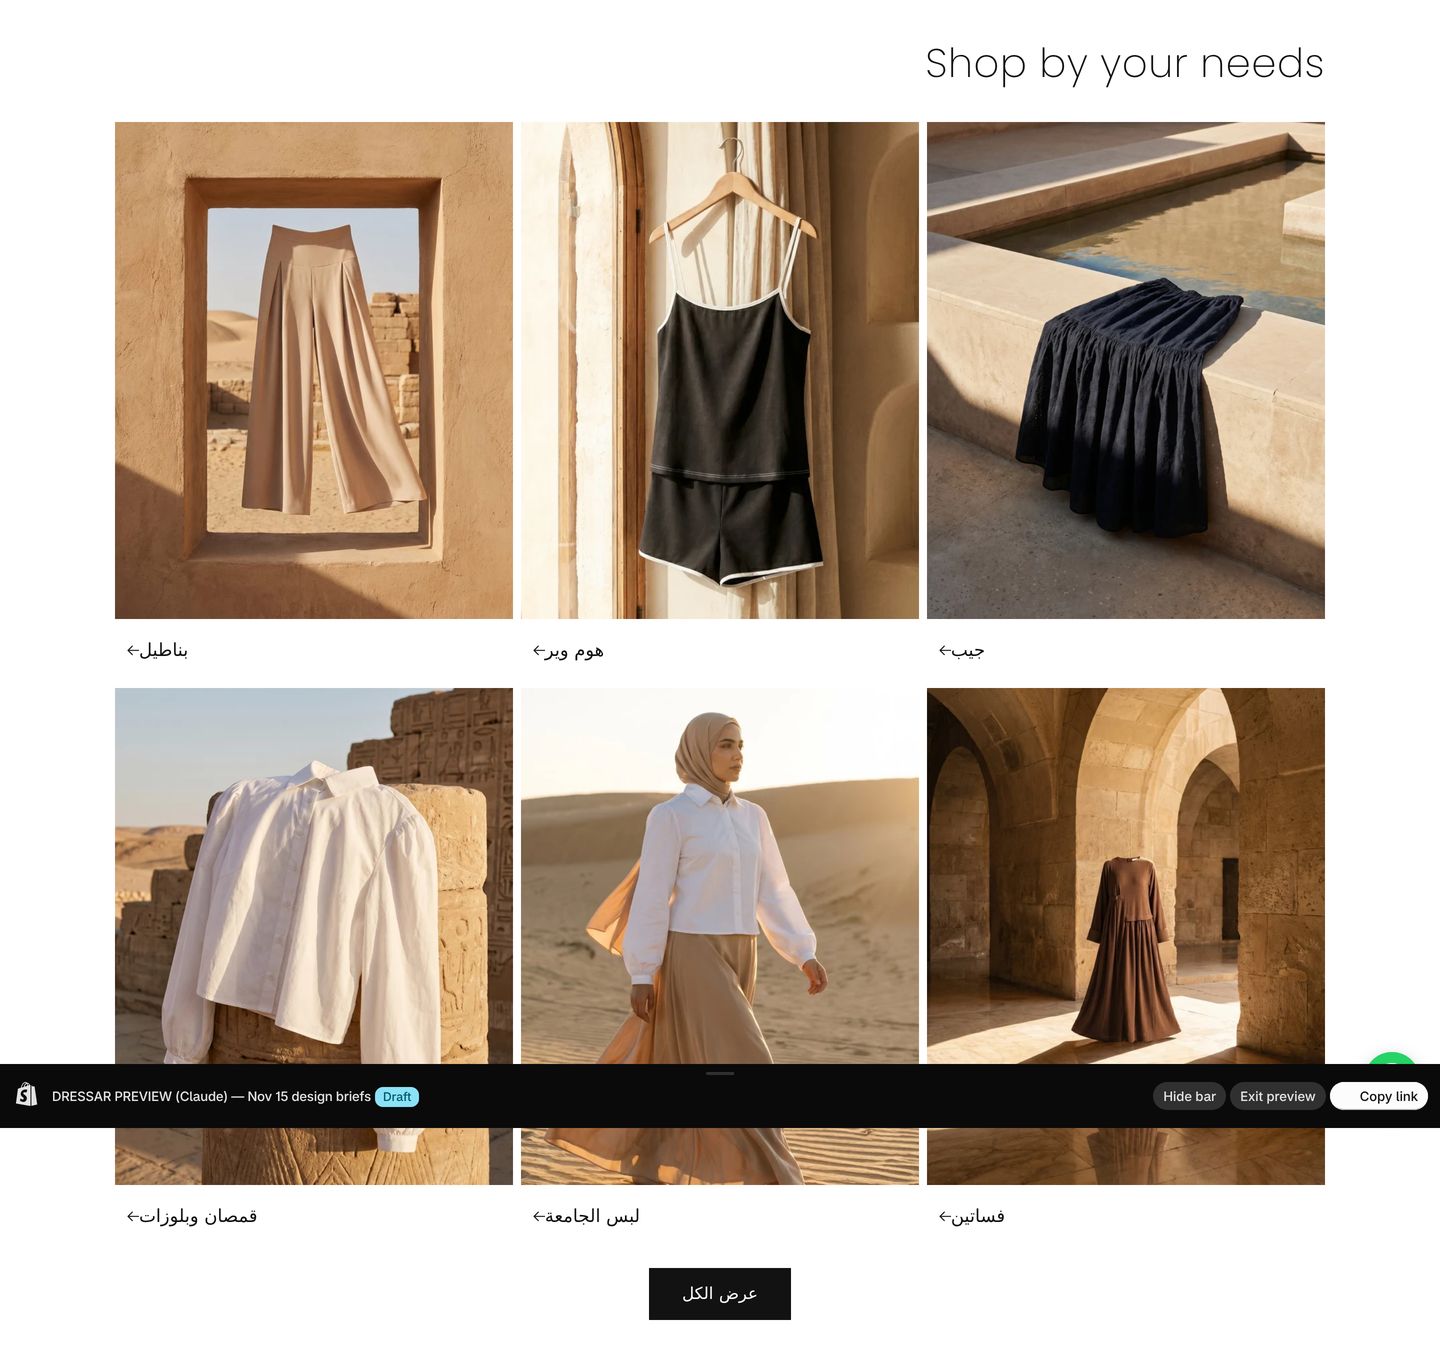 Shop by your needs
جيب←
هوم وير←
بناطيل←
DRESSAR PREVIEW (Claude) — Nov 15 design briefs Draft
Hide bar Exit preview Copy link
فساتين←
لبس الجامعة←
قمصان وبلوزات←
عرض الكل